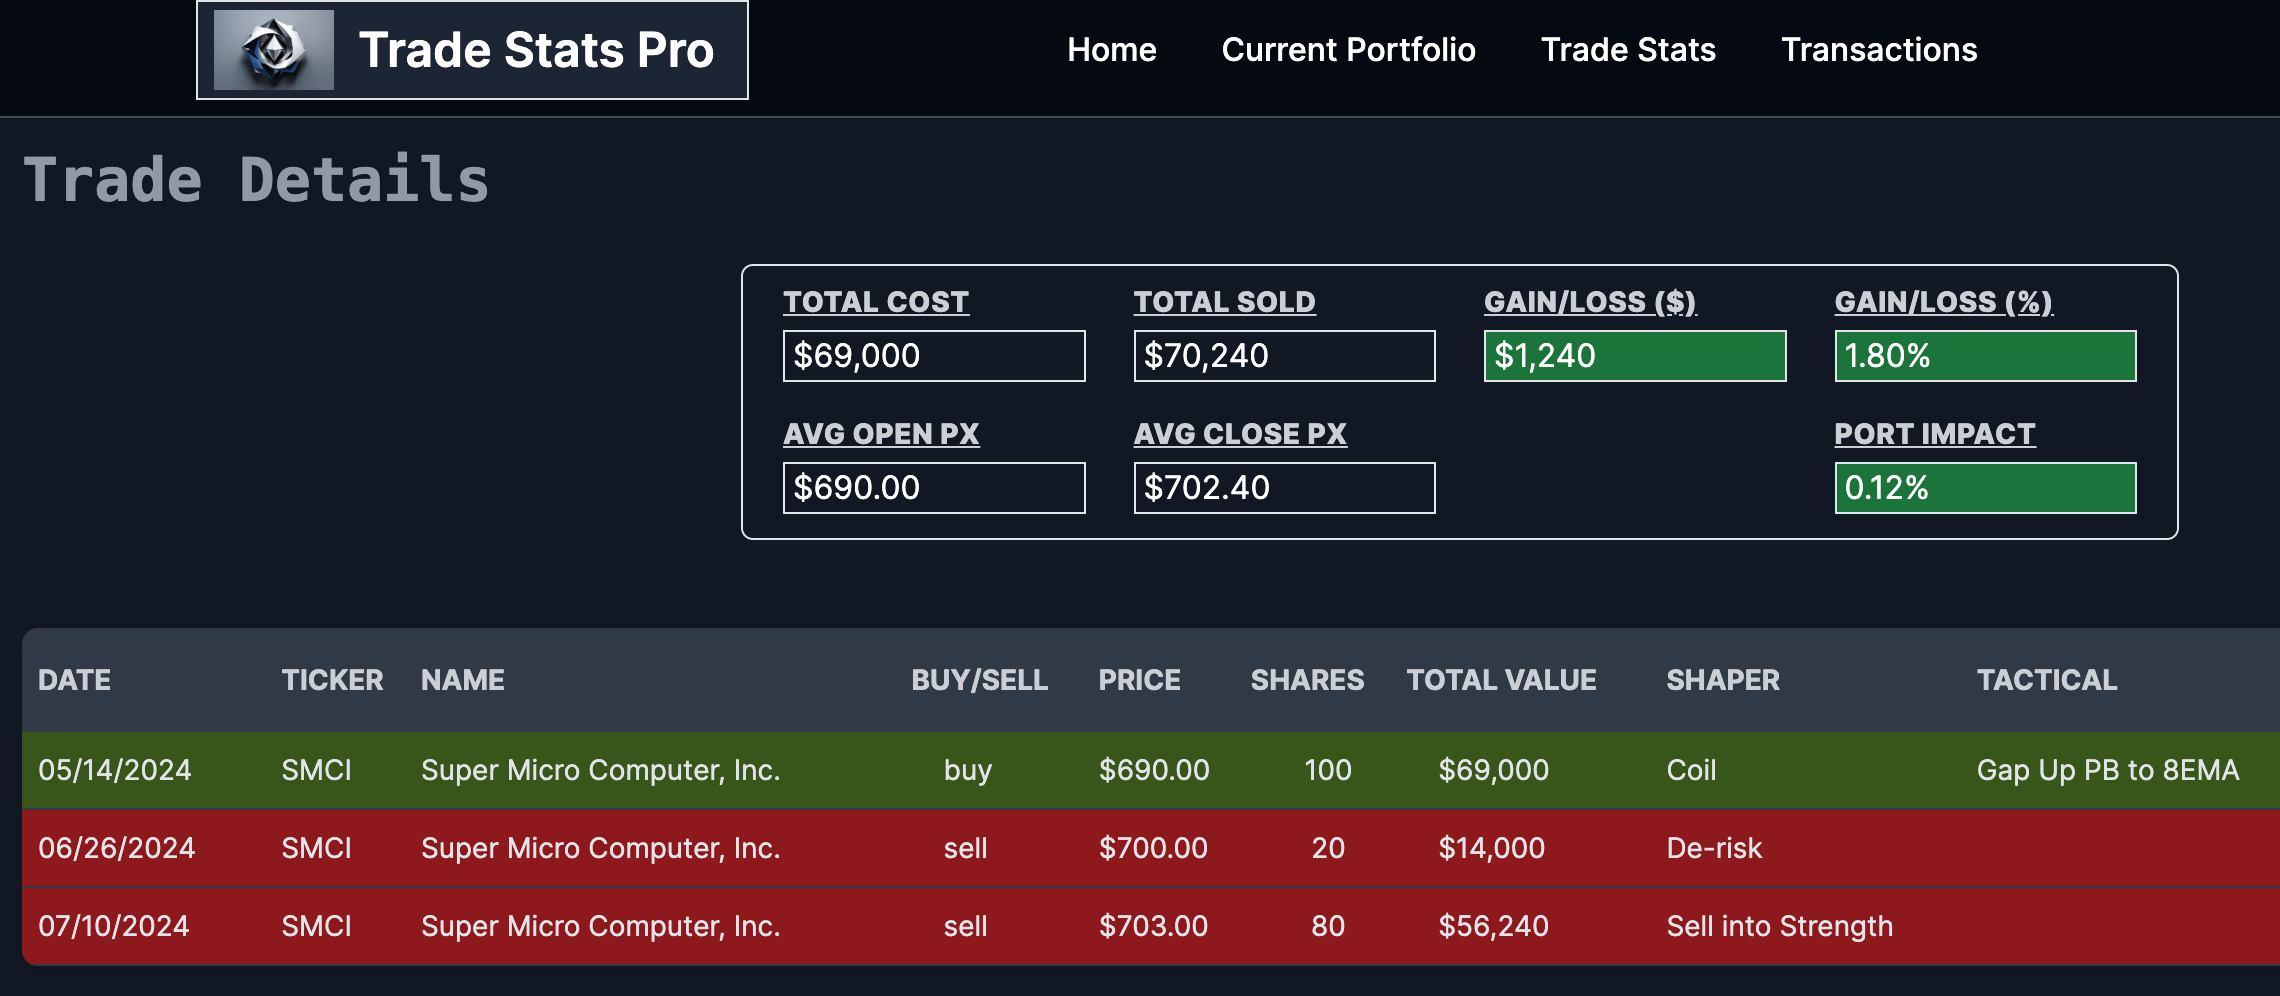 Trade Stats Pro Home Current Portfolio Trade Stats Transactions
Trade Details
TOTAL COST TOTAL SOLD GAIN/LOSS ($) GAIN/LOSS (%)
$69,000 $70,240 $1,240 1.80%
AVG OPEN PX AVG CLOSE PX PORT IMPACT
$690.00 $702.40 0.12%
DATE TICKER NAME BUY/SELL PRICE SHARES TOTAL VALUE SHAPER TACTICAL
05/14/2024 SMCI Super Micro Computer, Inc. buy $690.00 100 $69,000 Coil Gap Up PB to 8EMA
06/26/2024 SMCI Super Micro Computer, Inc. sell $700.00 20 $14,000 De-risk
07/10/2024 SMCI Super Micro Computer, Inc. sell $703.00 80 $56,240 Sell into Strength